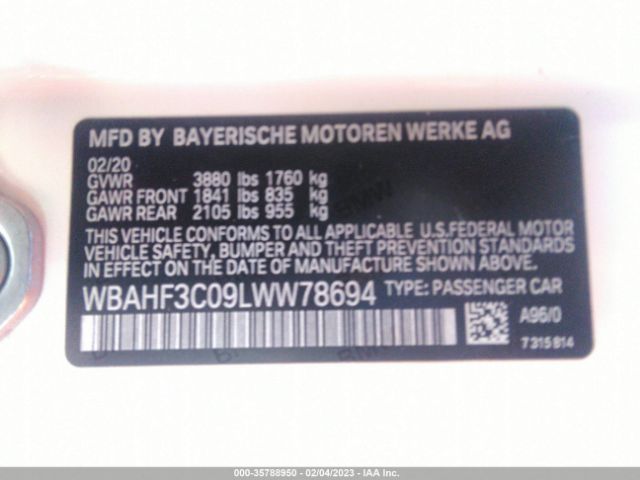 MFD BY BAYERISCHE MOTOREN WERKE AG
02/20
GVWR 3880 lbs 1760 kg
GAWR FRONT 1841 lbs 835 kg
GAWR REAR 2105 lbs 955 kg
THIS VEHICLE CONFORMS TO ALL APPLICABLE U.S.FEDERAL MOTOR
VEHICLE SAFETY, BUMPER AND THEFT PREVENTION STANDARDS
IN EFFECT ON THE DATE OF MANUFACTURE SHOWN ABOVE.
WBAHF3C09LWW78694 TYPE: PASSENGER CAR
A96/0
7315814
000-35788950 - 02/04/2023 - IAA Inc.